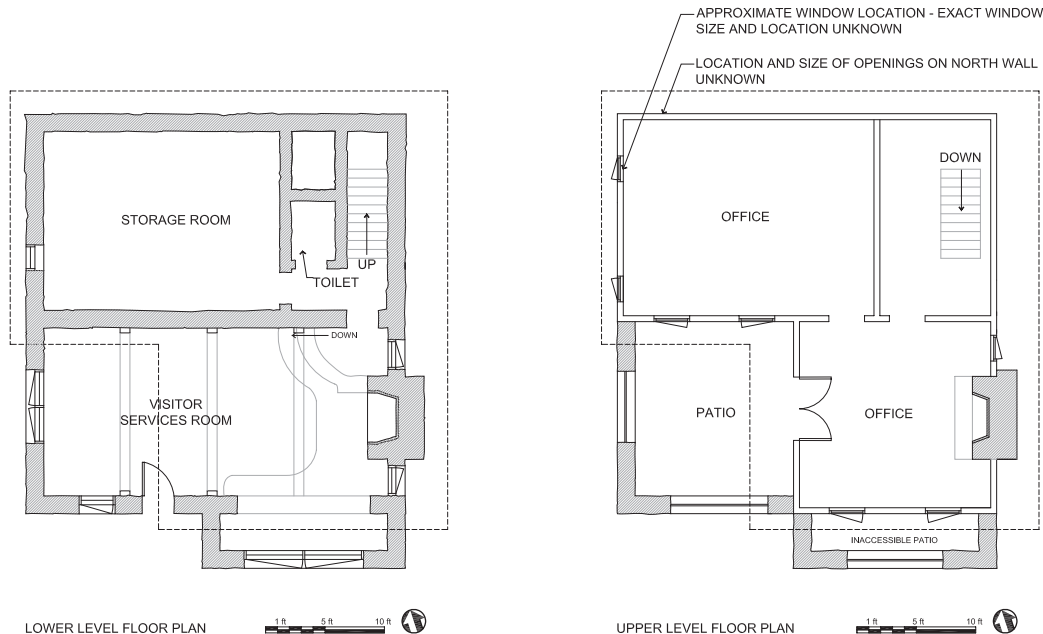 APPROXIMATE WINDOW LOCATION - EXACT WINDOW
SIZE AND LOCATION UNKNOWN
LOCATION AND SIZE OF OPENINGS ON NORTH WALL
UNKNOWN
STORAGE ROOM
UP
TOILET
DOWN
VISITOR
SERVICES ROOM
LOWER LEVEL FLOOR PLAN
1 ft 5 ft 10 ft
DOWN
OFFICE
PATIO
OFFICE
INACCESSIBLE PATIO
UPPER LEVEL FLOOR PLAN
1 ft 5 ft 10 ft